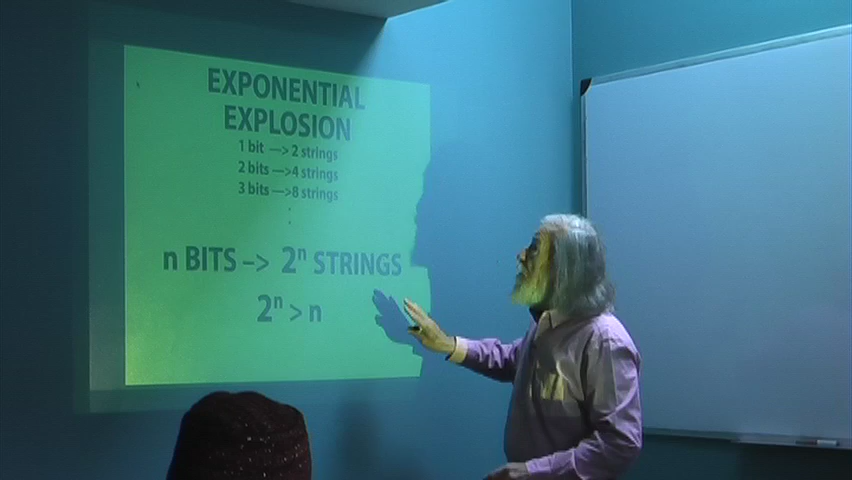 EXPONENTIAL
EXPLOSION
1 bit —> 2 strings
2 bits —>4 strings
3 bits —>8 strings
⋮
n BITS –> 2ⁿ STRINGS
2ⁿ > n